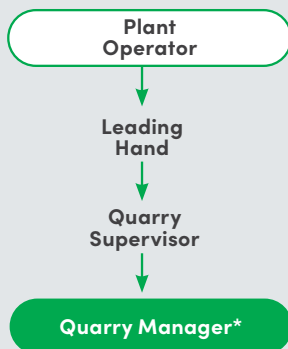 Plant
Operator
Leading
Hand
Quarry
Supervisor
Quarry Manager*